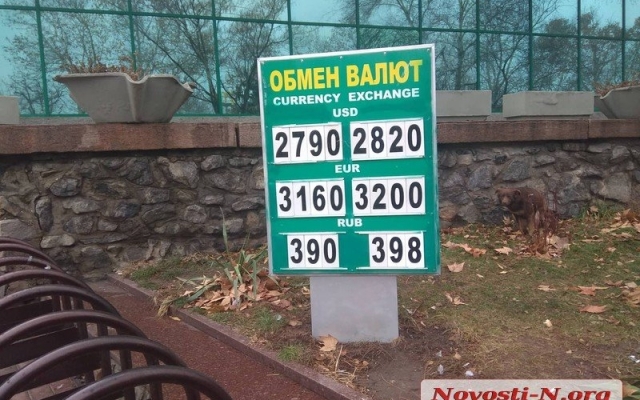 ОБМЕН ВАЛЮТ
CURRENCY EXCHANGE
USD
2790 2820
EUR
3160 3200
RUB
390 398
Novosti-N.org